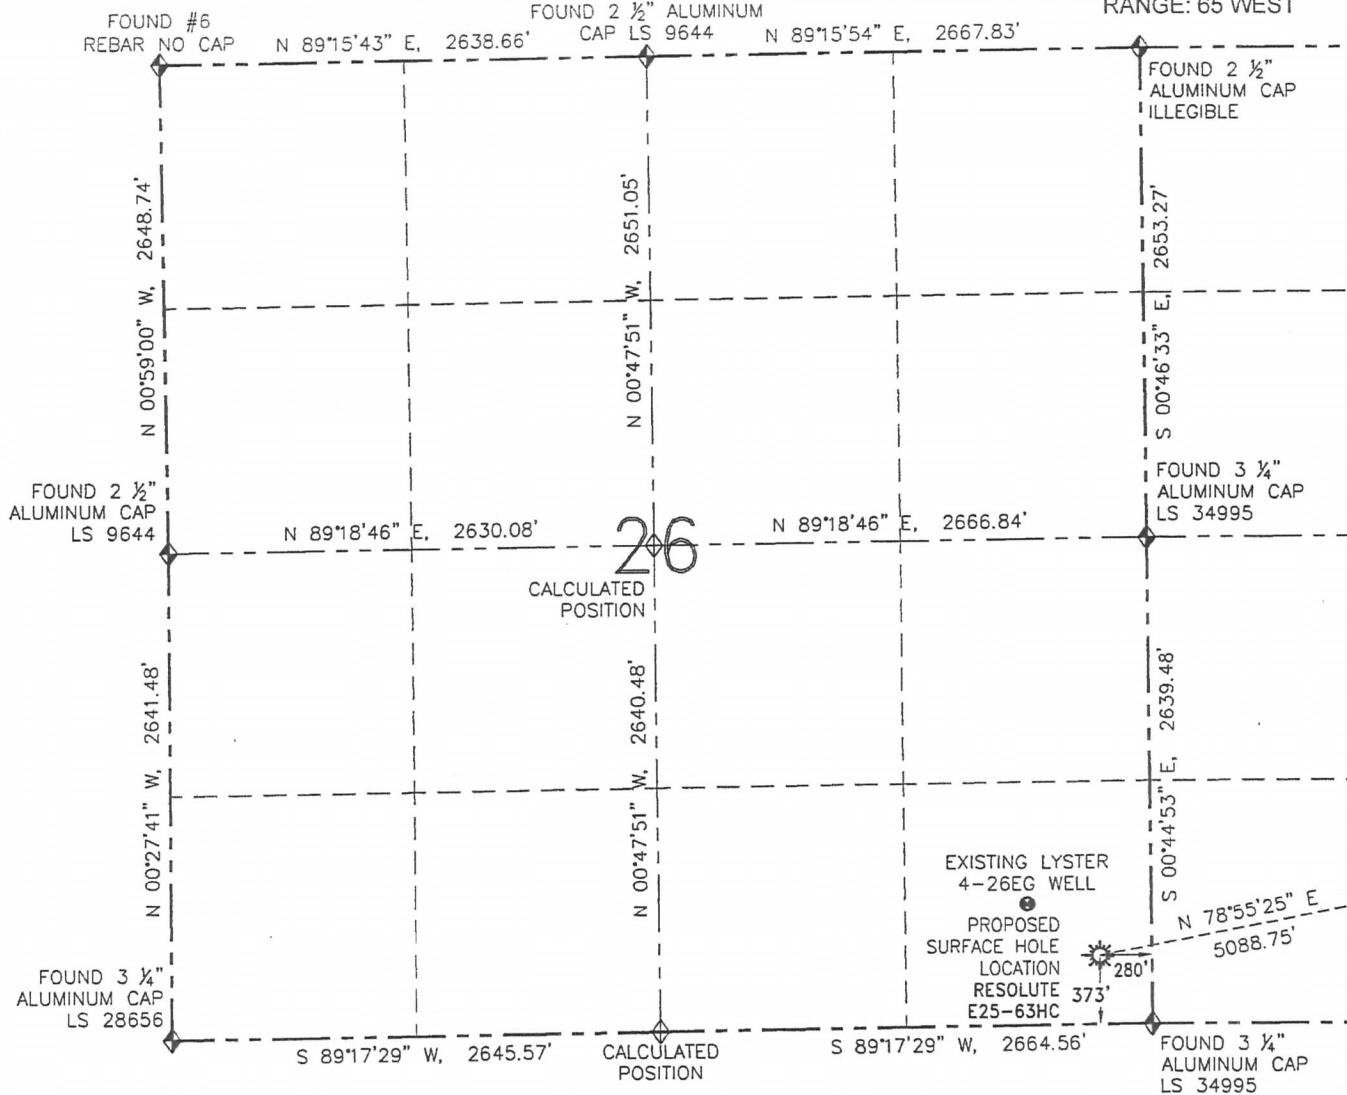 RANGE: 65 WEST
FOUND #6
REBAR NO CAP
N 89°15'43" E, 2638.66'
FOUND 2 ½" ALUMINUM
CAP LS 9644
N 89°15'54" E, 2667.83'
FOUND 2 ½"
ALUMINUM CAP
ILLEGIBLE
N 00°59'00" W, 2648.74'
N 00°47'51" W, 2651.05'
S 00°46'33" E, 2653.27'
FOUND 2 ½"
ALUMINUM CAP
LS 9644
N 89°18'46" E, 2630.08'
26
CALCULATED
POSITION
N 89°18'46" E, 2666.84'
FOUND 3 ¼"
ALUMINUM CAP
LS 34995
N 00°27'41" W, 2641.48'
N 00°47'51" W, 2640.48'
S 00°44'53" E, 2639.48'
EXISTING LYSTER
4-26EG WELL
PROPOSED
SURFACE HOLE
LOCATION
RESOLUTE
E25-63HC
280'
373'
N 78°55'25" E
5088.75'
FOUND 3 ¼"
ALUMINUM CAP
LS 28656
S 89°17'29" W, 2645.57'
CALCULATED
POSITION
S 89°17'29" W, 2664.56'
FOUND 3 ¼"
ALUMINUM CAP
LS 34995